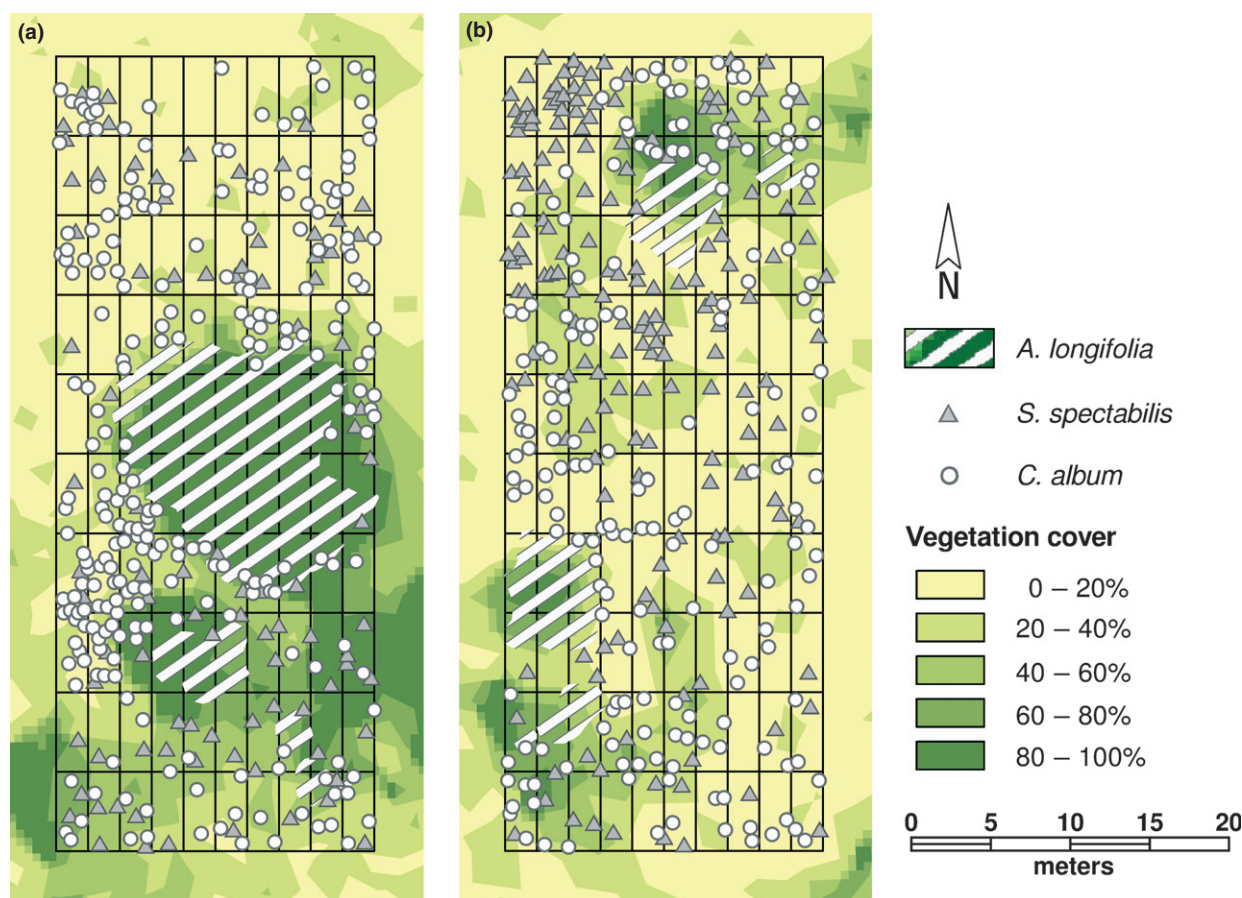 (a)
(b)
N
A. longifolia
S. spectabilis
C. album
Vegetation cover
0 – 20%
20 – 40%
40 – 60%
60 – 80%
80 – 100%
0 5 10 15 20
meters